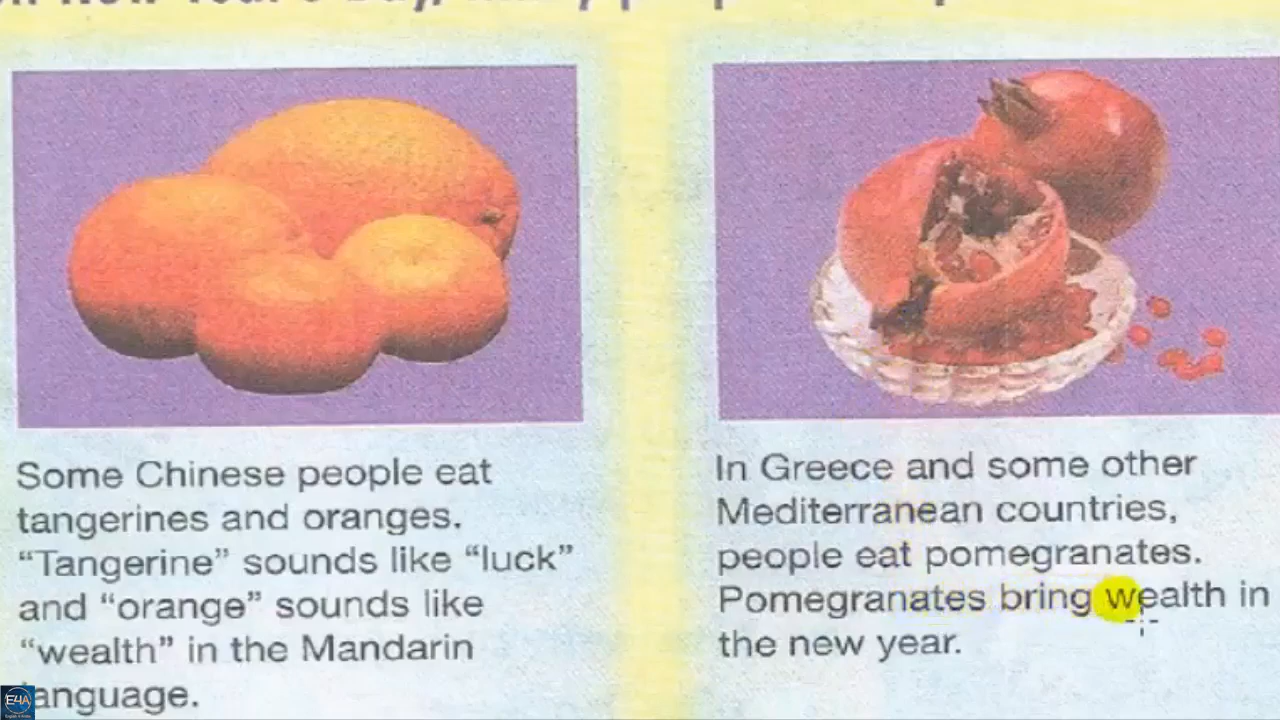 Some Chinese people eat
tangerines and oranges.
“Tangerine” sounds like “luck”
and “orange” sounds like
“wealth” in the Mandarin
language.
In Greece and some other
Mediterranean countries,
people eat pomegranates.
Pomegranates bring wealth in
the new year.
E4A